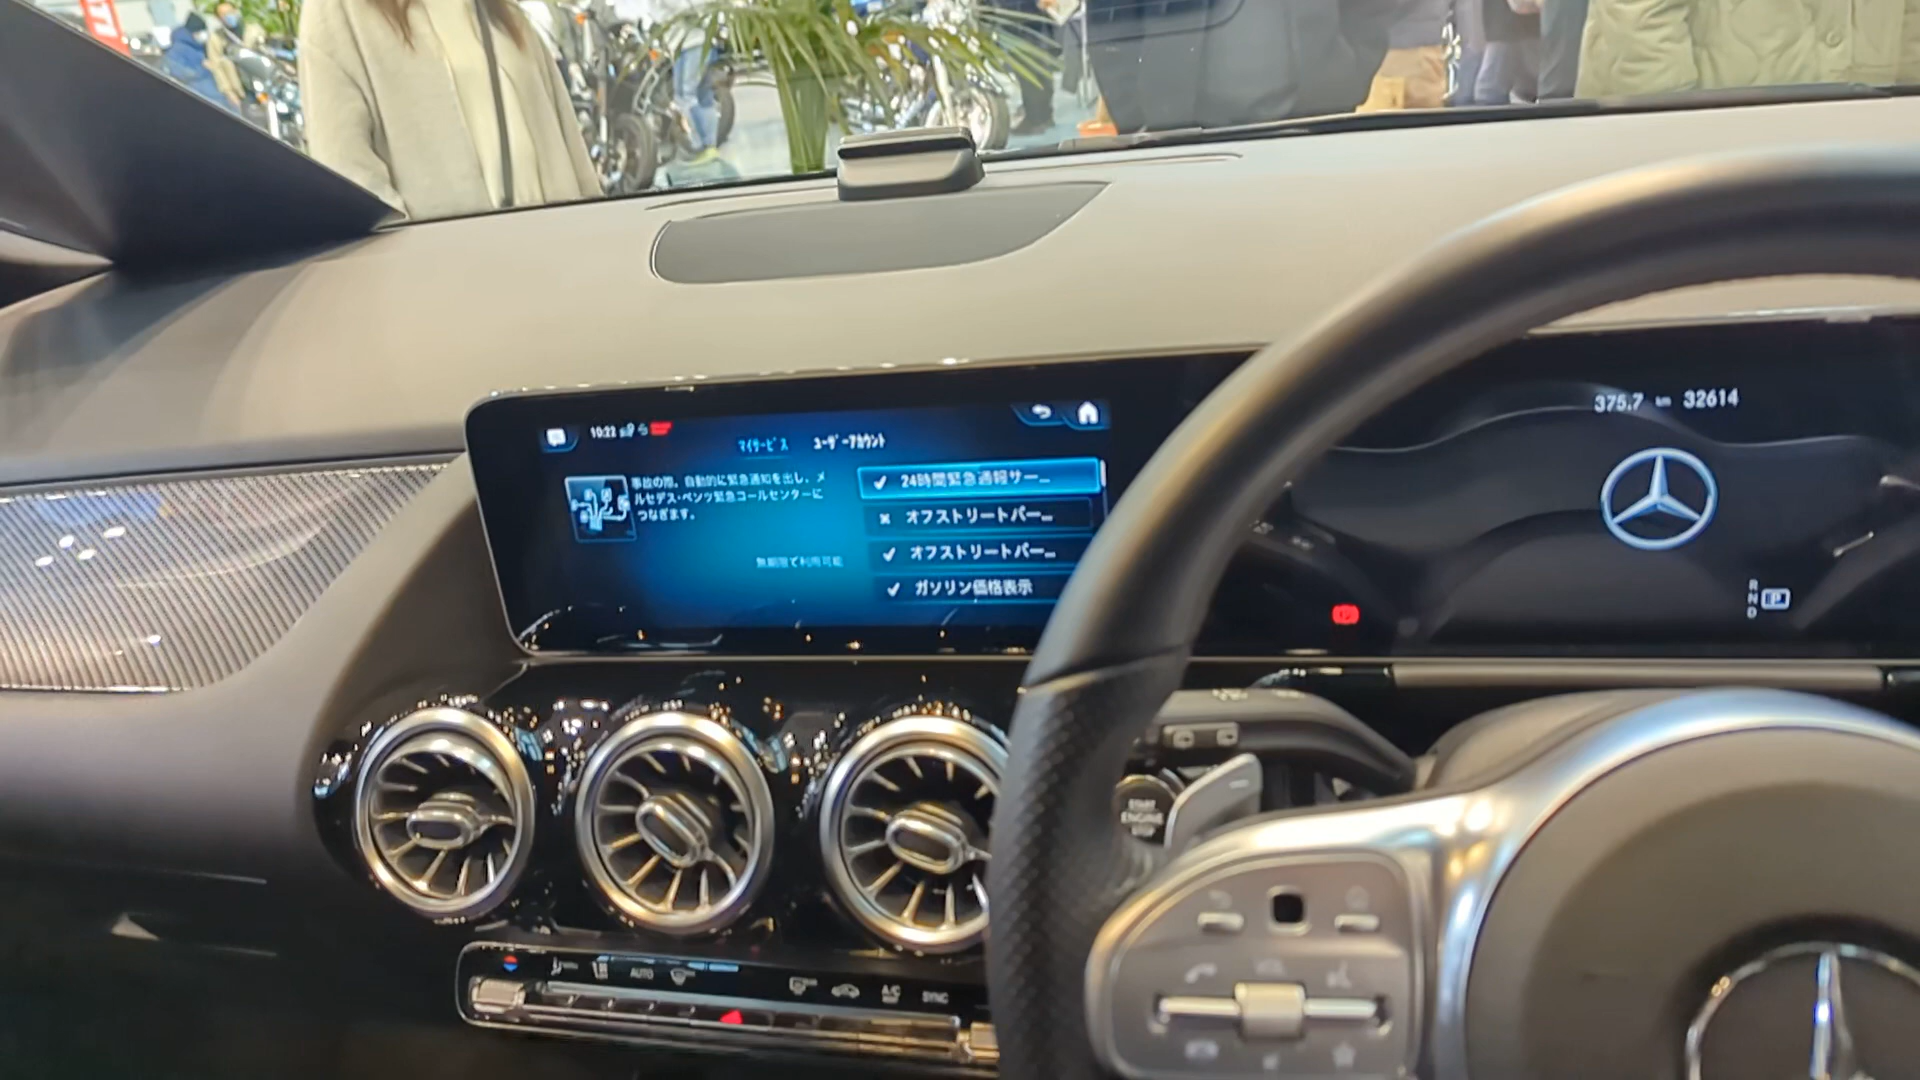 10:22
マイサービス ユーザーアカウント
事故の際、自動的に緊急通知を出し、メ
ルセデス・ベンツ緊急コールセンターに
つなぎます。
無期限で利用可能
24時間緊急通報サー...
オフストリートパー...
オフストリートパー...
ガソリン価格表示
375.7 km 32614
R
N P
D
START
ENGINE
STOP
AUTO
A/C
SYNC